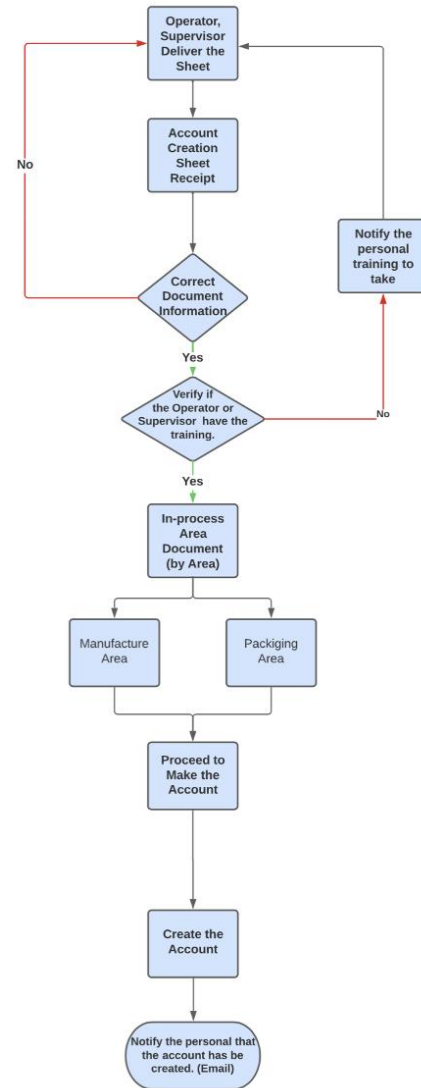 Operator,
Supervisor
Deliver the
Sheet
Account
Creation
Sheet
Receipt
No
Notify the
personal
training to
take
Correct
Document
Information
Yes
Verify if
the Operator or
Supervisor have the
training.
No
Yes
In-process
Area
Document
(by Area)
Manufacture
Area
Packiging
Area
Proceed to
Make the
Account
Create the
Account
Notify the personal that
the account has be
created. (Email)